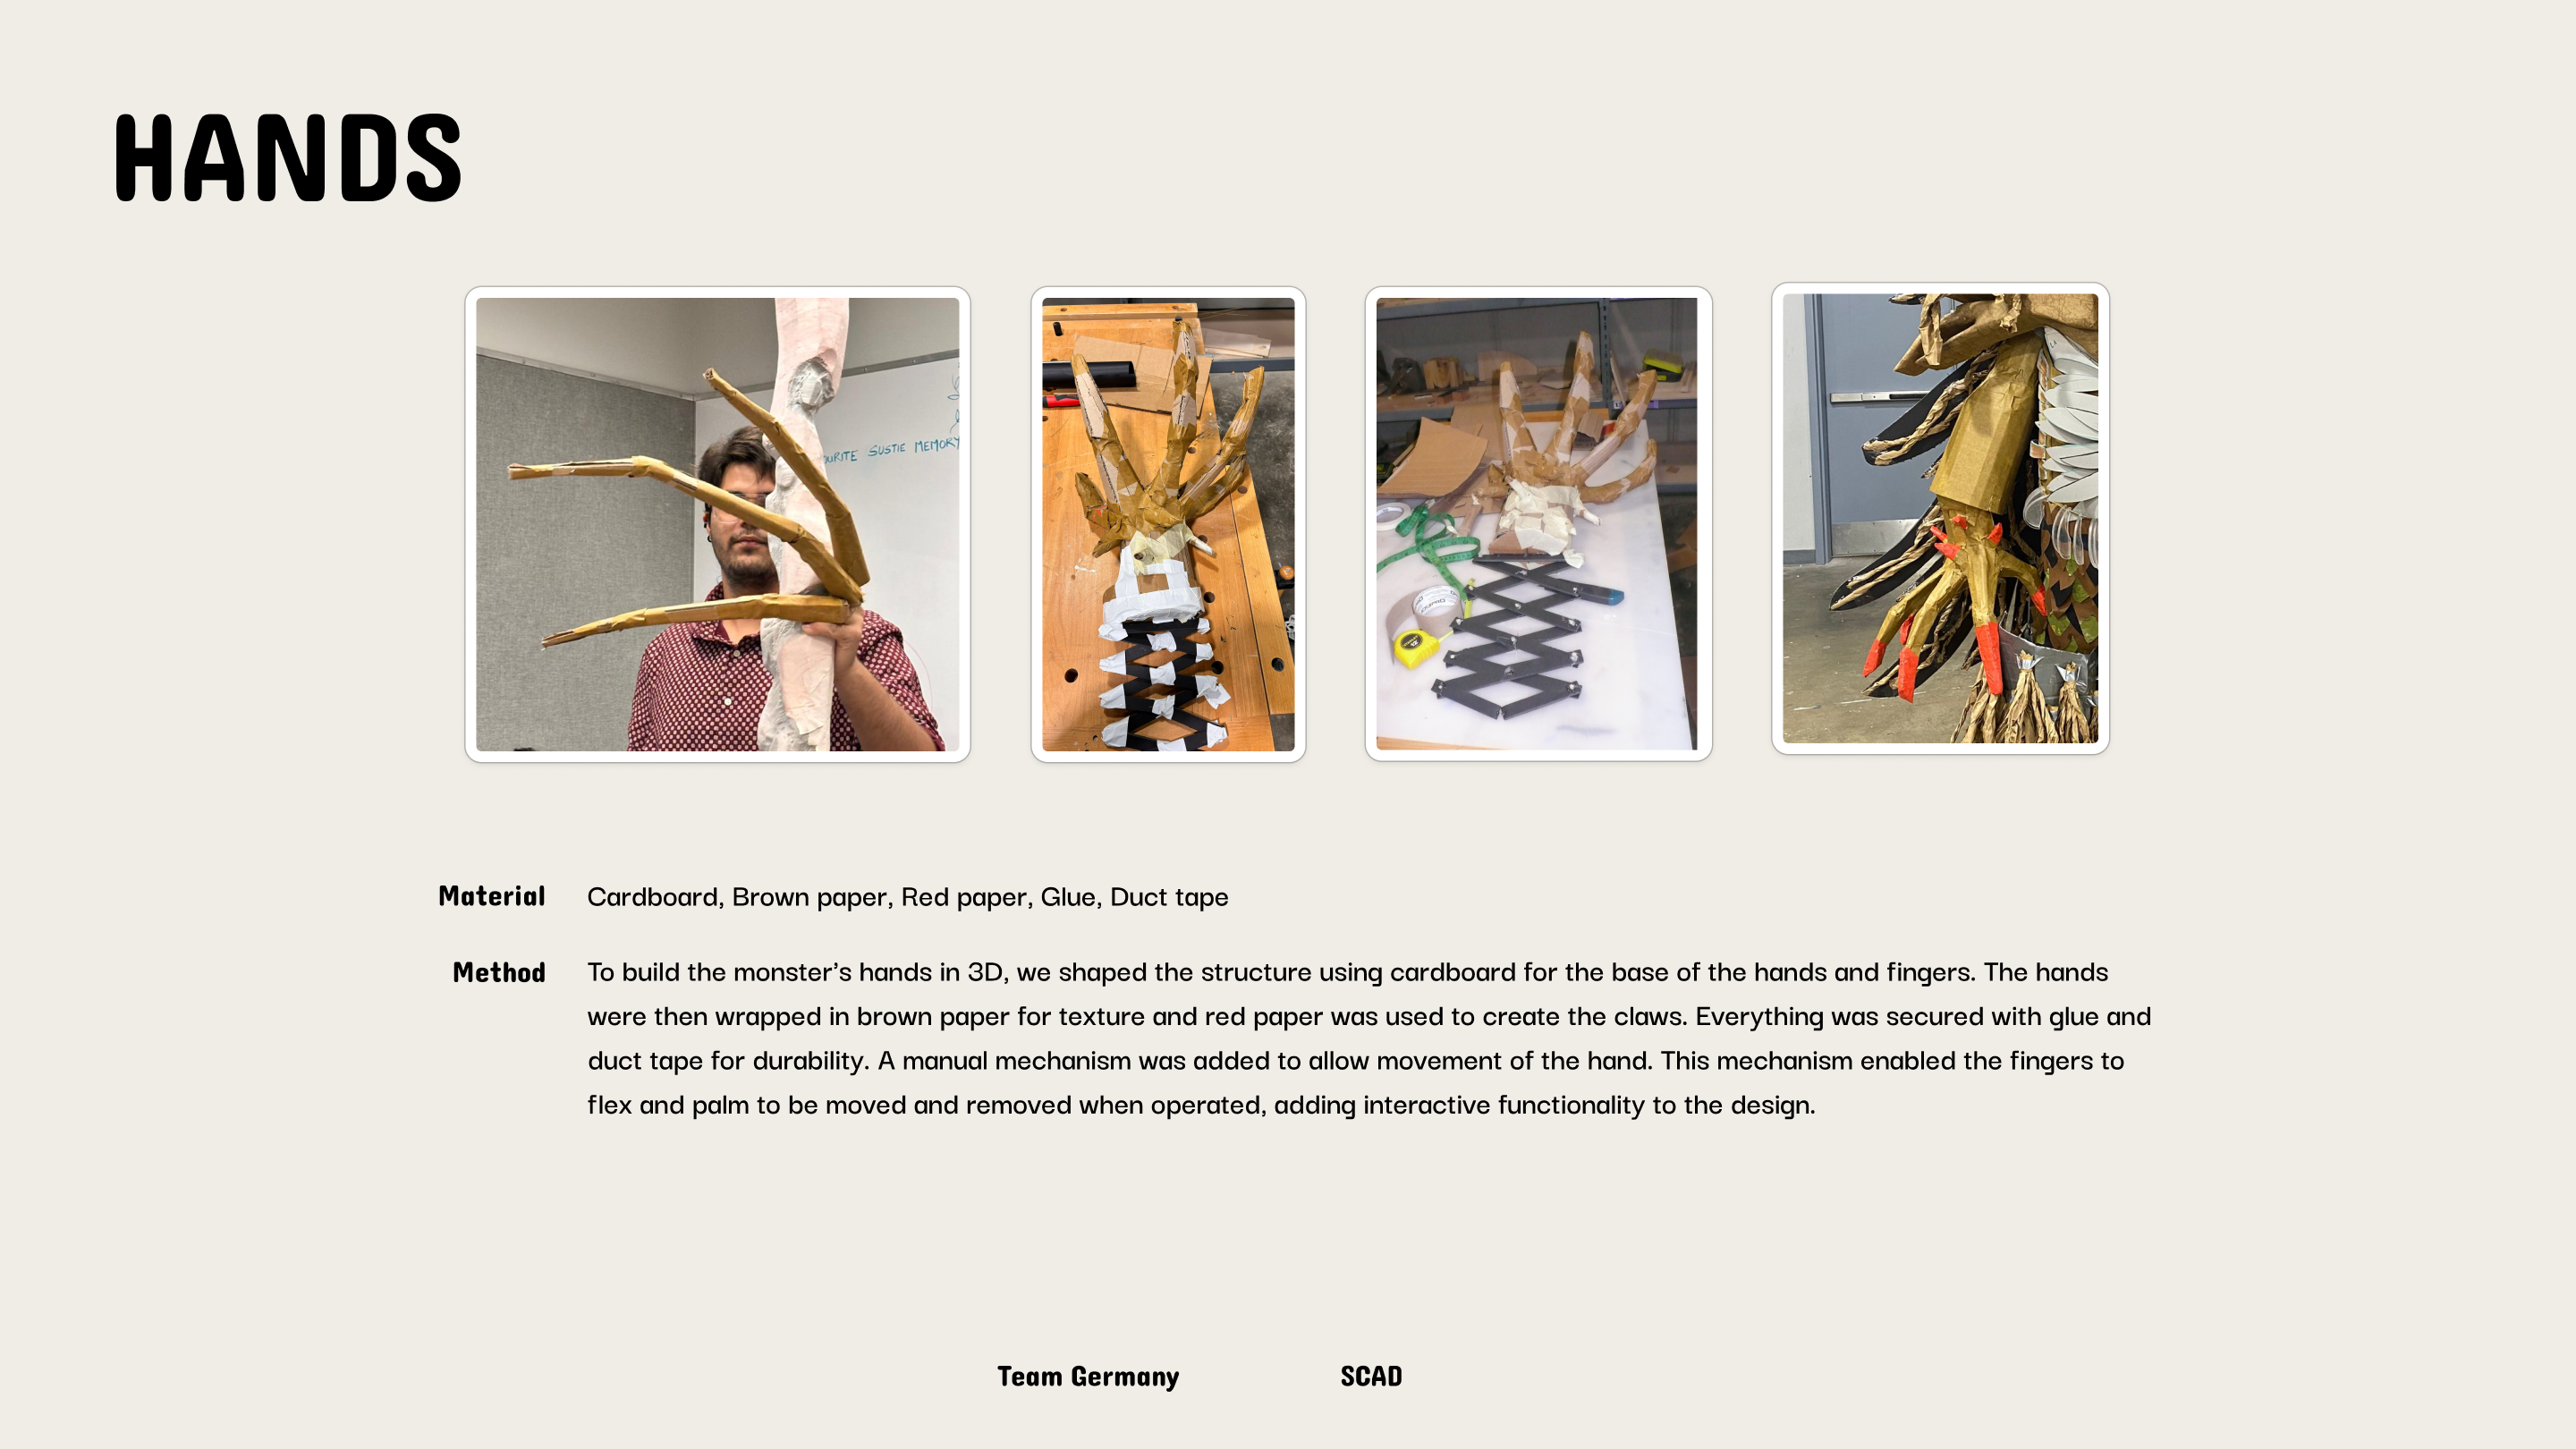 HANDS
SUSTIE MEMORY
Material
Cardboard, Brown paper, Red paper, Glue, Duct tape
Method
To build the monster’s hands in 3D, we shaped the structure using cardboard for the base of the hands and fingers. The hands
were then wrapped in brown paper for texture and red paper was used to create the claws. Everything was secured with glue and
duct tape for durability. A manual mechanism was added to allow movement of the hand. This mechanism enabled the fingers to
flex and palm to be moved and removed when operated, adding interactive functionality to the design.
Team Germany
SCAD